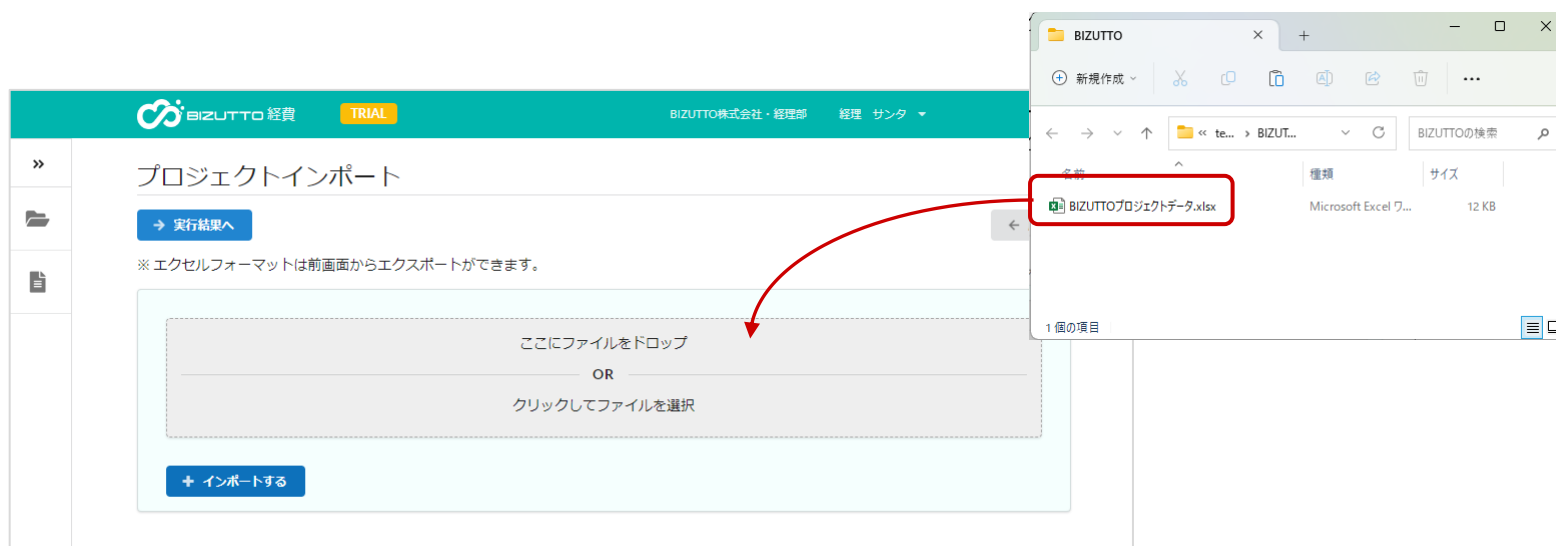 BIZUTTO 経費
TRIAL
BIZUTTO株式会社・経理部
経理 サンタ
プロジェクトインポート
実行結果へ
※ エクセルフォーマットは前画面からエクスポートができます。
ここにファイルをドロップ
OR
クリックしてファイルを選択
インポートする
BIZUTTO
新規作成
« te... › BIZUT...
BIZUTTOの検索
名前
種類
サイズ
BIZUTTOプロジェクトデータ.xlsx
Microsoft Excel ワ...
12 KB
1 個の項目